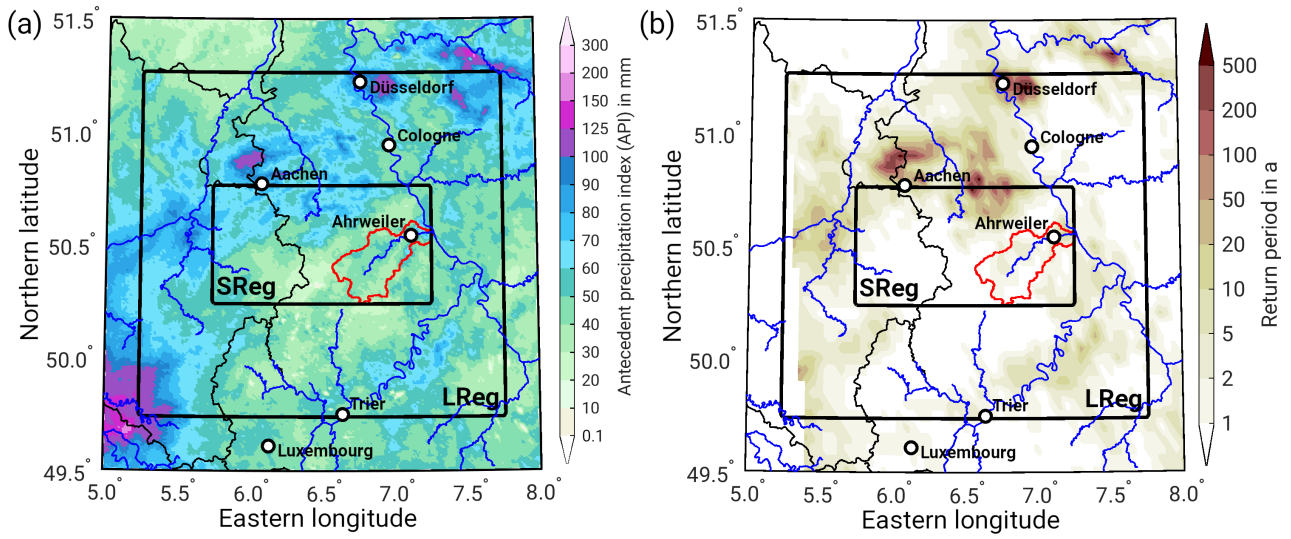 (a)
51.5°
51.0°
50.5°
50.0°
49.5°
Northern latitude
5.0° 5.5° 6.0° 6.5° 7.0° 7.5° 8.0°
Eastern longitude
Düsseldorf
Cologne
Aachen
Ahrweiler
SReg
LReg
Trier
Luxembourg
300
200
150
125
100
90
80
70
60
50
40
30
20
10
0.1
Antecedent precipitation index (API) in mm
(b)
51.5°
51.0°
50.5°
50.0°
49.5°
Northern latitude
5.0° 5.5° 6.0° 6.5° 7.0° 7.5° 8.0°
Eastern longitude
Düsseldorf
Cologne
Aachen
Ahrweiler
SReg
LReg
Trier
Luxembourg
500
200
100
50
20
10
5
2
1
Return period in a